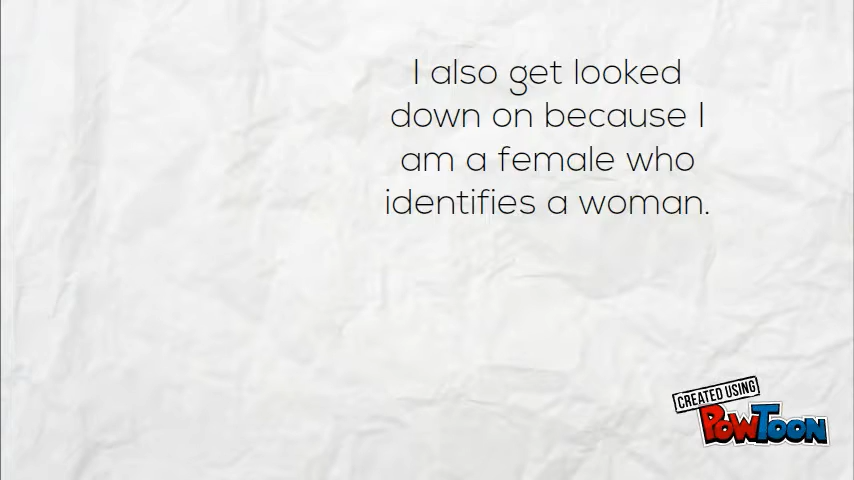 I also get looked
down on because I
am a female who
identifies a woman.
CREATED USING
POWTOON